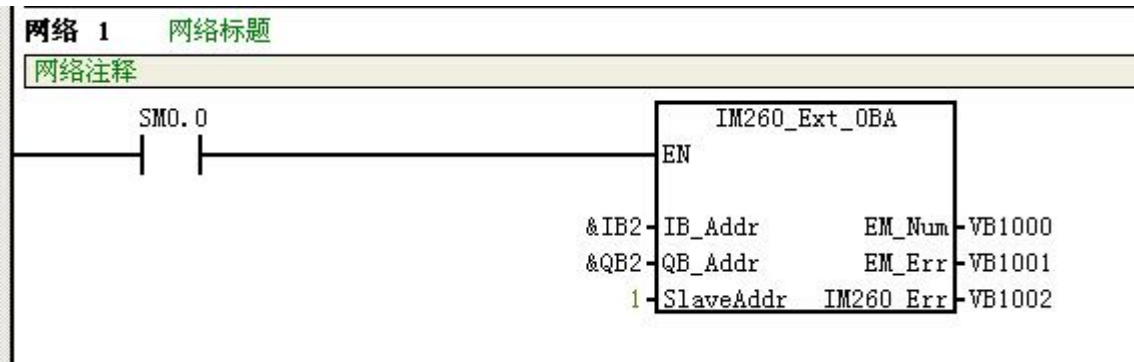 网络 1 网络标题
网络注释
SM0.0
IM260_Ext_OBA
EN
&IB2 IB_Addr EM_Num VB1000
&QB2 QB_Addr EM_Err VB1001
1 SlaveAddr IM260_Err VB1002